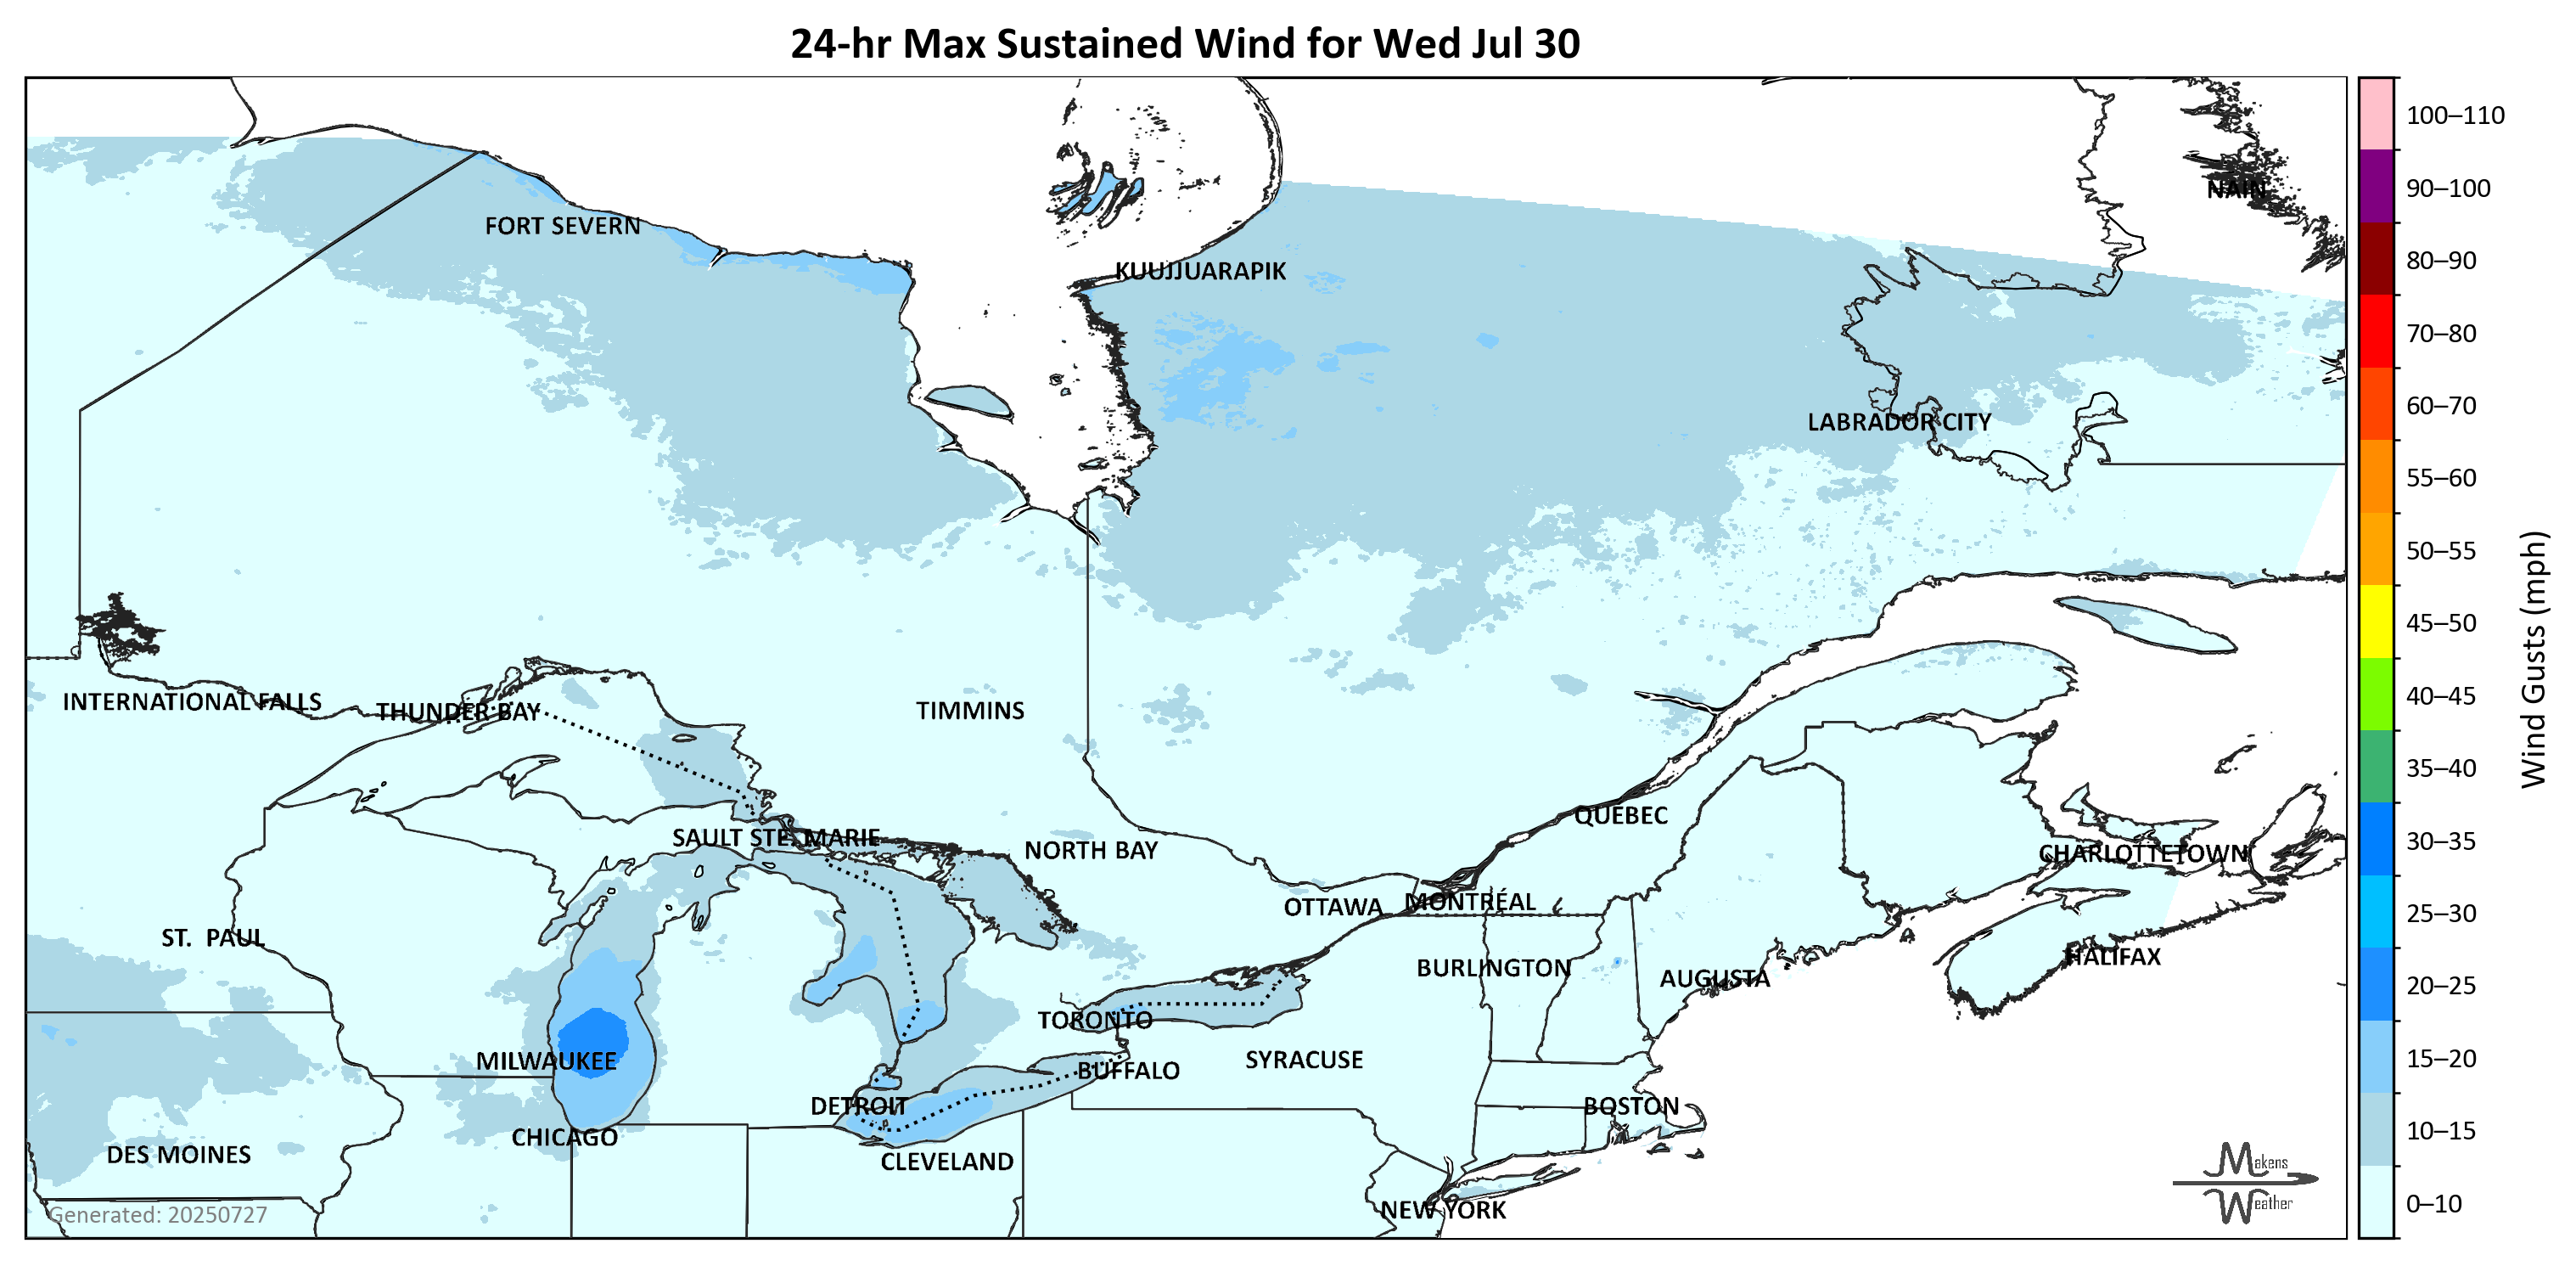 24-hr Max Sustained Wind for Wed Jul 30
100–110
90–100
NAIN
FORT SEVERN
80–90
KUUJJUARAPIK
70–80
60–70
LABRADOR CITY
55–60
50–55
45–50
Wind Gusts (mph)
40–45
INTERNATIONAL FALLS
THUNDER BAY
TIMMINS
35–40
QUÉBEC
SAULT STE. MARIE
30–35
NORTH BAY
CHARLOTTETOWN
OTTAWA
MONTRÉAL
25–30
ST. PAUL
HALIFAX
BURLINGTON
AUGUSTA
20–25
TORONTO
MILWAUKEE
SYRACUSE
15–20
BUFFALO
DETROIT
BOSTON
CHICAGO
10–15
DES MOINES
CLEVELAND
Makens
Weather
0–10
NEW YORK
Generated: 20250727